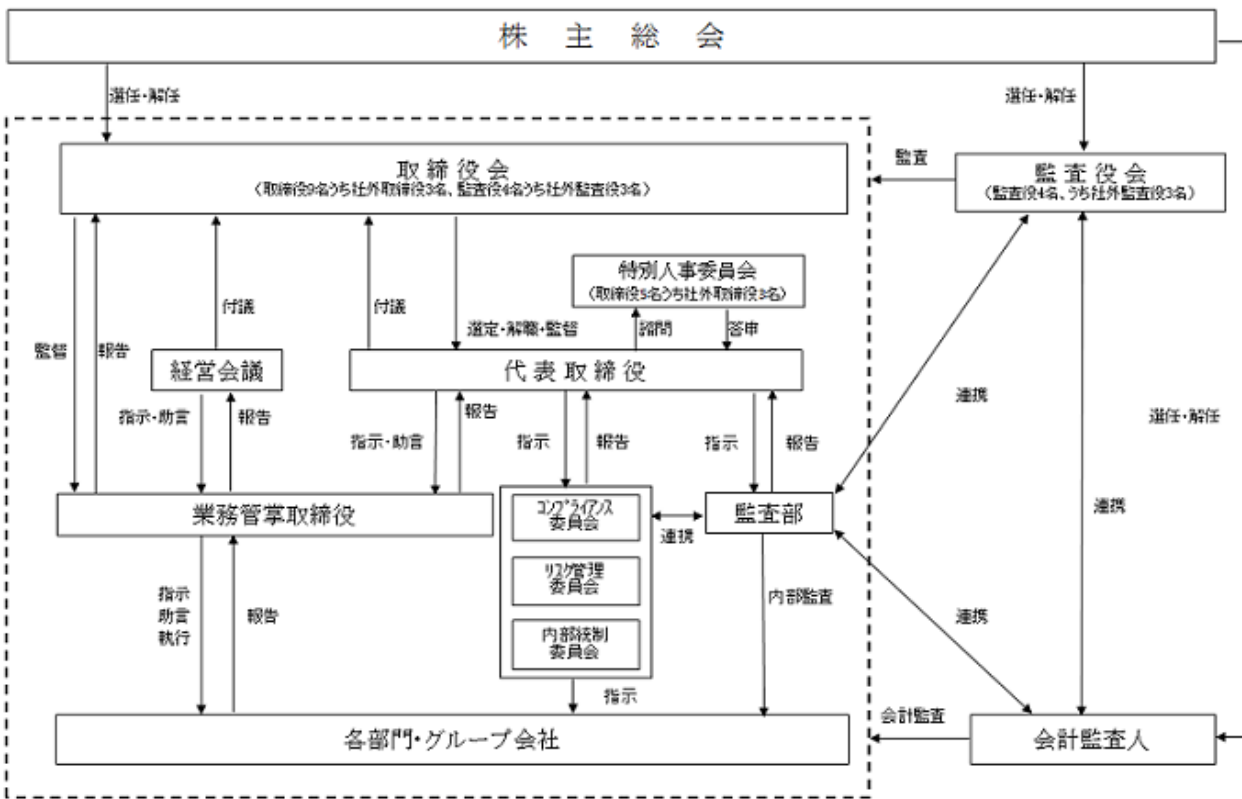 株主総会
選任・解任
選任・解任
取締役会
(取締役9名うち社外取締役3名、監査役4名うち社外監査役3名)
監査
監査役会
(監査役4名、うち社外監査役3名)
特別人事委員会
(取締役5名うち社外取締役3名)
付議
付議
選定・解職・監督
諮問
答申
監督
報告
経営会議
代表取締役
連携
選任・解任
指示・助言
報告
指示・助言
報告
指示
報告
指示
報告
業務管掌取締役
コンプライアンス
委員会
連携
監査部
連携
リスク管理
委員会
指示
助言
執行
報告
内部監査
連携
内部統制
委員会
指示
会計監査
各部門・グループ会社
会計監査人